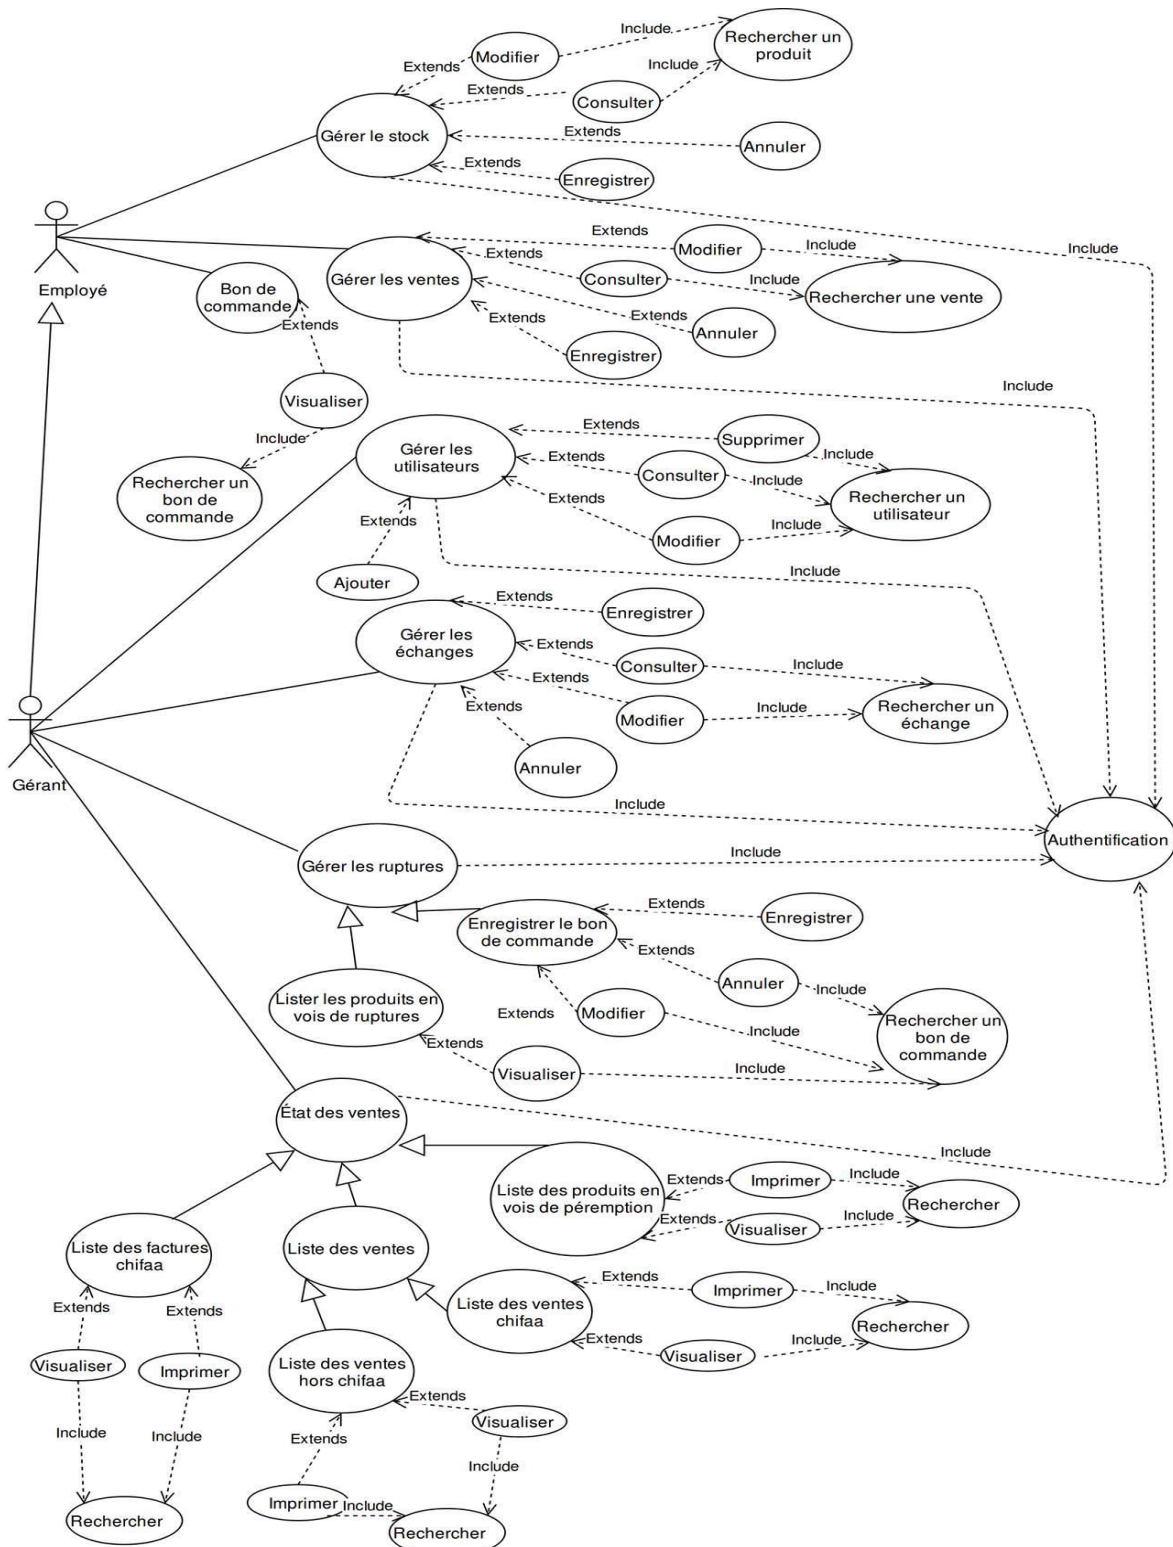 Include
Rechercher un
produit
Modifier
Extends
Include
Extends
Consulter
Gérer le stock
Extends
Annuler
Extends
Enregistrer
Employé
Extends
Modifier
Include
Include
Bon de
commande
Gérer les ventes
Extends
Consulter
Include
Rechercher une vente
Extends
Extends
Annuler
Extends
Enregistrer
Include
Visualiser
Include
Rechercher un
bon de
commande
Gérer les
utilisateurs
Extends
Supprimer
Include
Extends
Consulter
Include
Rechercher un
utilisateur
Extends
Extends
Modifier
Include
Ajouter
Include
Extends
Enregistrer
Gérer les
échanges
Extends
Consulter
Include
Extends
Modifier
Include
Rechercher un
échange
Extends
Annuler
Gérant
Include
Authentification
Gérer les ruptures
Include
Enregistrer le bon
de commande
Extends
Enregistrer
Extends
Annuler
Include
Lister les produits en
vois de ruptures
Extends
Modifier
Include
Rechercher un
bon de
commande
Extends
Visualiser
Include
État des ventes
Include
Liste des produits en
vois de péremption
Extends
Imprimer
Include
Rechercher
Extends
Visualiser
Include
Liste des factures
chifaa
Liste des ventes
Liste des ventes
chifaa
Extends
Imprimer
Include
Rechercher
Extends
Visualiser
Include
Extends
Extends
Visualiser
Imprimer
Liste des ventes
hors chifaa
Extends
Visualiser
Include
Include
Extends
Include
Imprimer
Include
Rechercher
Rechercher